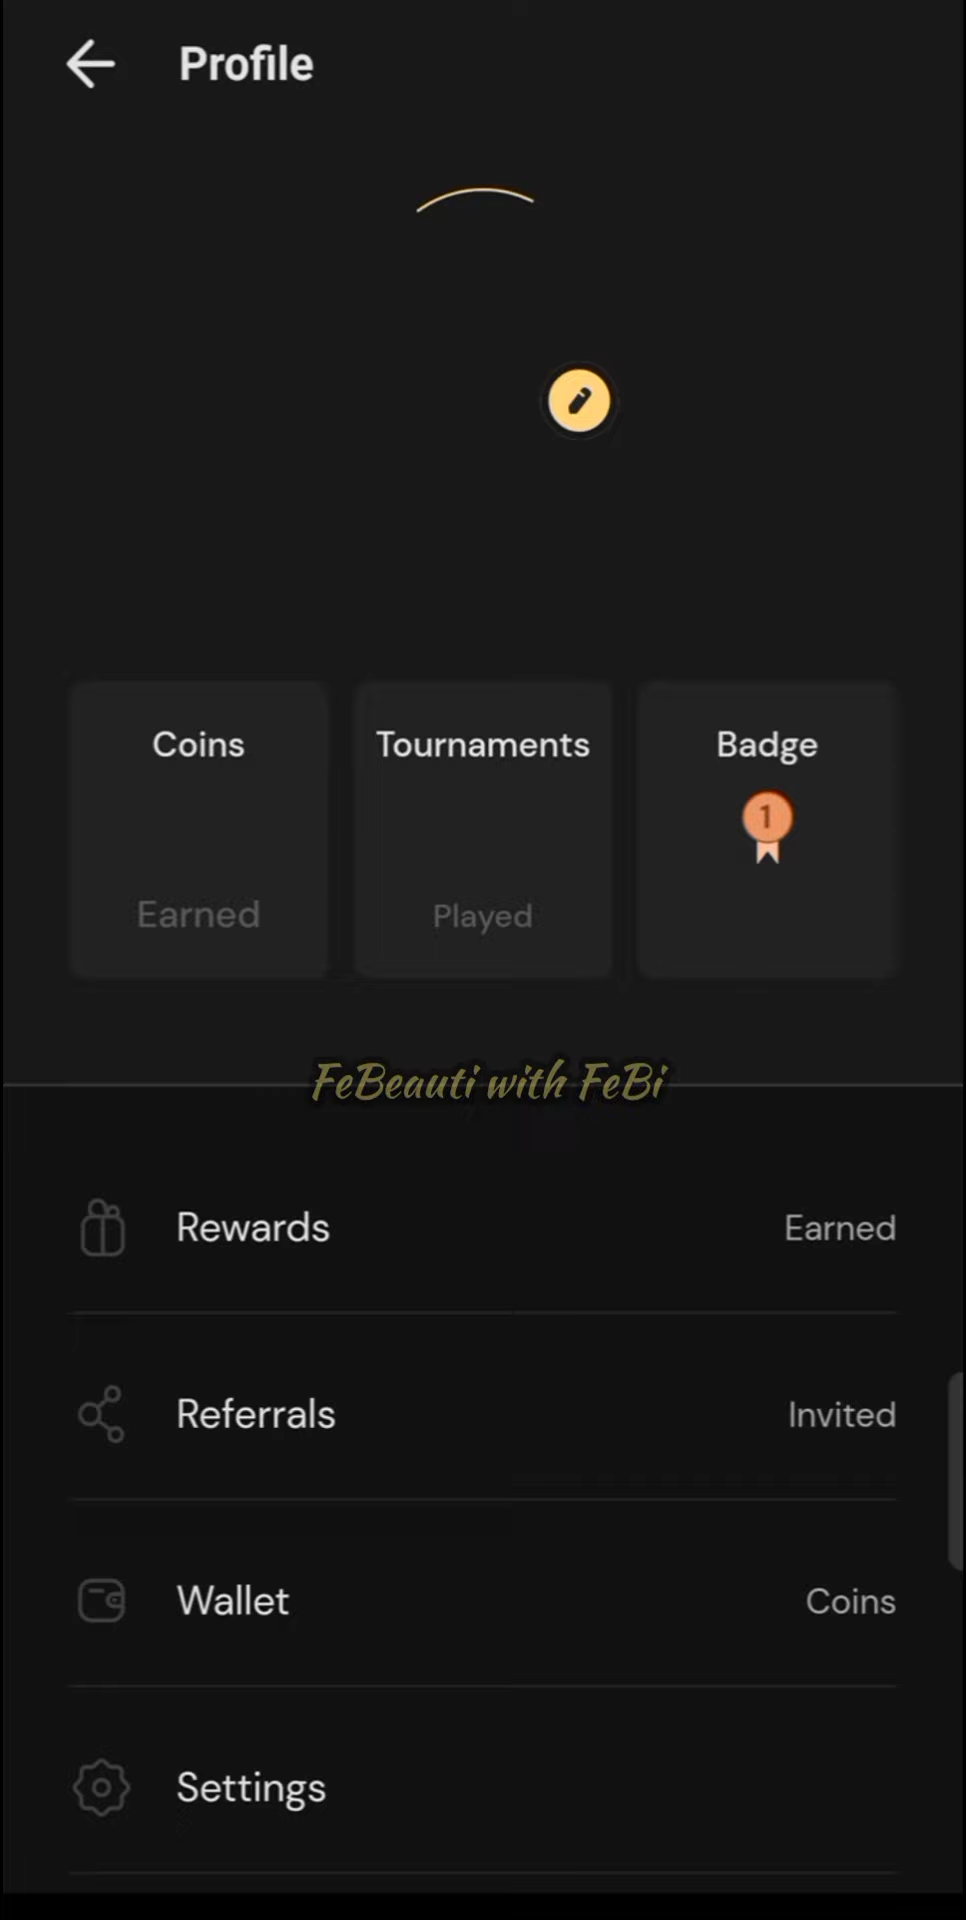 Profile
Coins Tournaments Badge
1
Earned Played
FeBeauti with FeBi
Rewards Earned
Referrals Invited
Wallet Coins
Settings